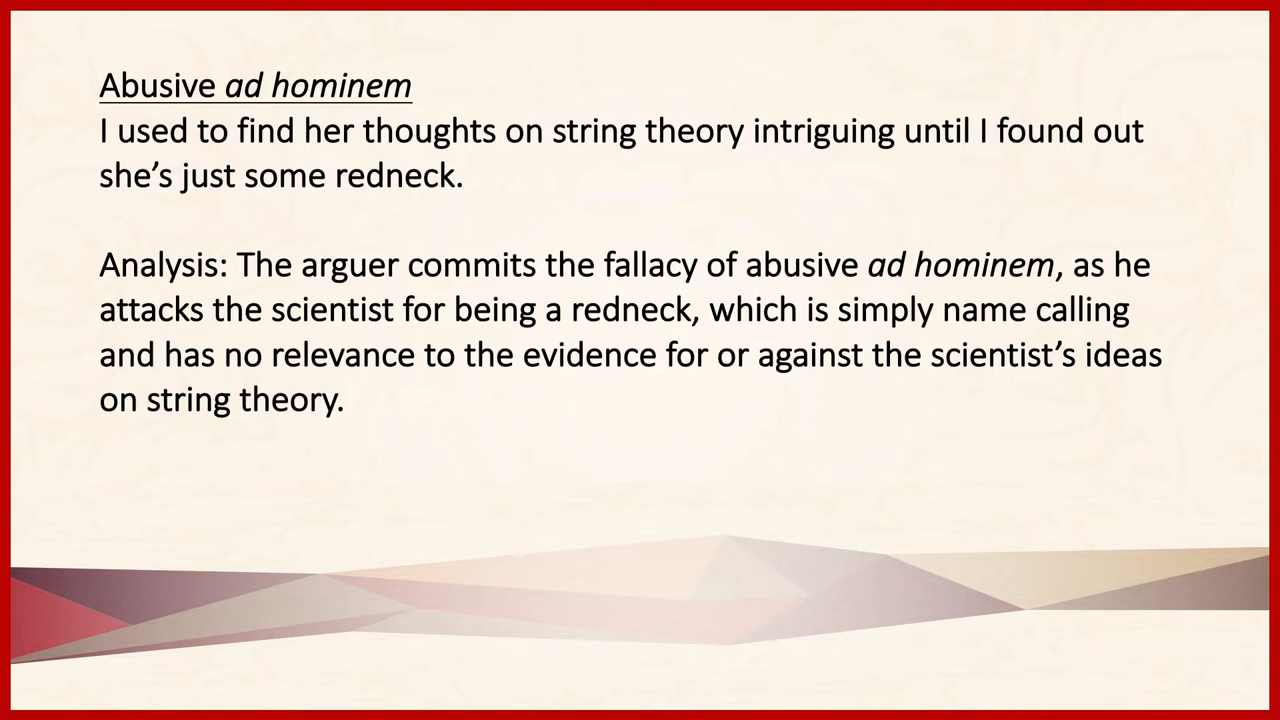 Abusive ad hominem
I used to find her thoughts on string theory intriguing until I found out
she’s just some redneck.
Analysis: The arguer commits the fallacy of abusive ad hominem, as he
attacks the scientist for being a redneck, which is simply name calling
and has no relevance to the evidence for or against the scientist’s ideas
on string theory.